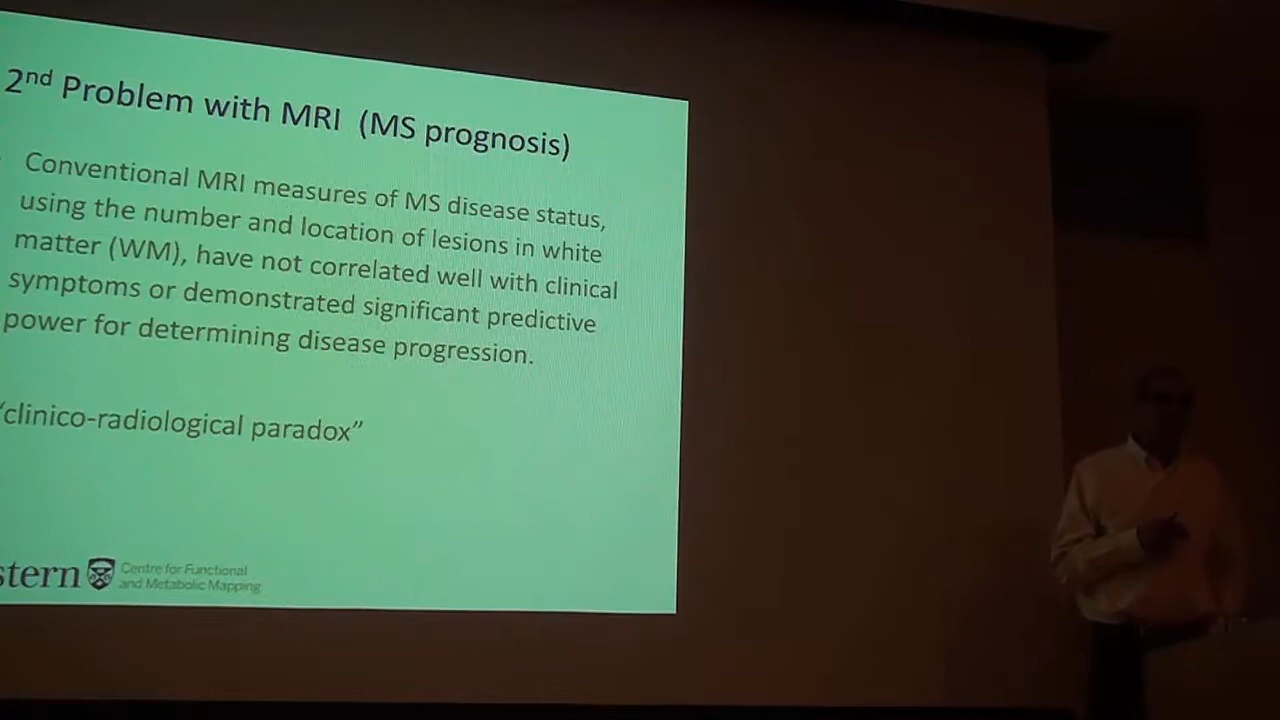 2nd Problem with MRI (MS prognosis)
Conventional MRI measures of MS disease status,
using the number and location of lesions in white
matter (WM), have not correlated well with clinical
symptoms or demonstrated significant predictive
power for determining disease progression.
"clinico-radiological paradox"
stern
Centre for Functional
and Metabolic Mapping